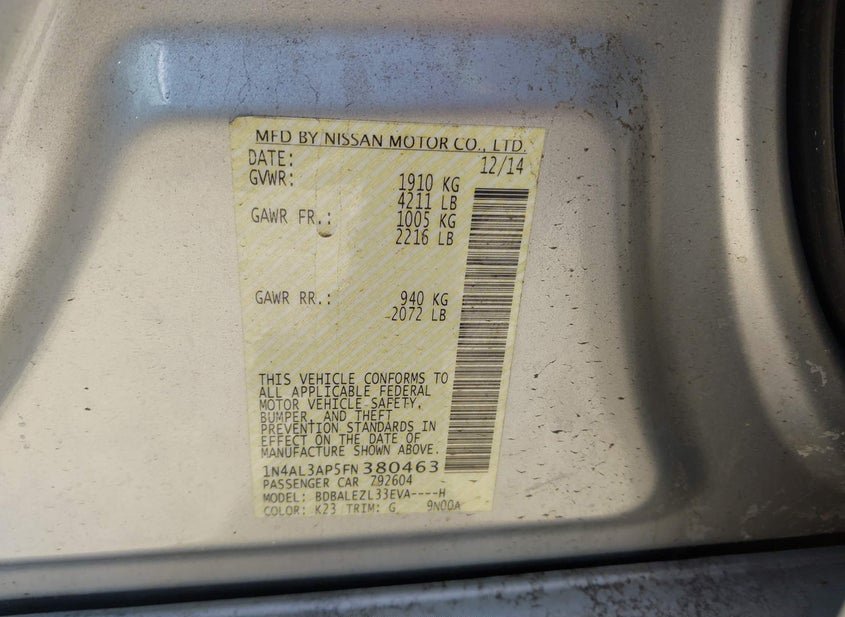 MFD BY NISSAN MOTOR CO., LTD.
DATE: 12/14
GVWR: 1910 KG
4211 LB
GAWR FR.: 1005 KG
2216 LB
GAWR RR.: 940 KG
2072 LB
THIS VEHICLE CONFORMS TO
ALL APPLICABLE FEDERAL
MOTOR VEHICLE SAFETY,
BUMPER, AND THEFT
PREVENTION STANDARDS IN
EFFECT ON THE DATE OF
MANUFACTURE SHOWN ABOVE.
1N4AL3AP5FN380463
PASSENGER CAR Z92604
MODEL: BDBALEZL33EVA----H
COLOR: K23 TRIM: G 9N00A